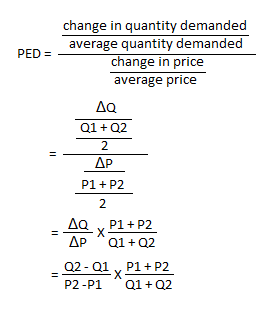 change in quantity demanded
average quantity demanded
PED =
change in price
average price
ΔQ
Q1 + Q2
2
=
ΔP
P1 + P2
2
= ΔQ X P1 + P2
ΔP Q1 + Q2
= Q2 - Q1 X P1 + P2
P2 -P1 Q1 + Q2